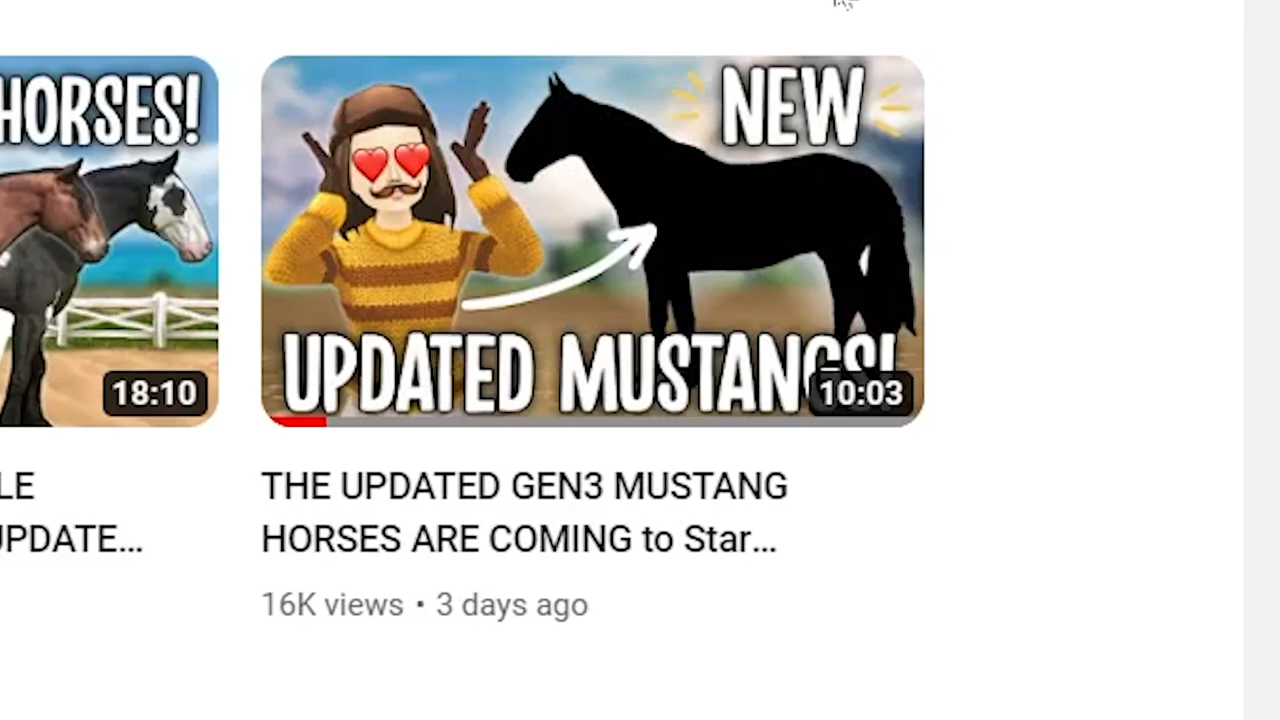 HORSES!
18:10
LE
UPDATE...
NEW
UPDATED MUSTANGS!
10:03
THE UPDATED GEN3 MUSTANG
HORSES ARE COMING to Star...
16K views • 3 days ago